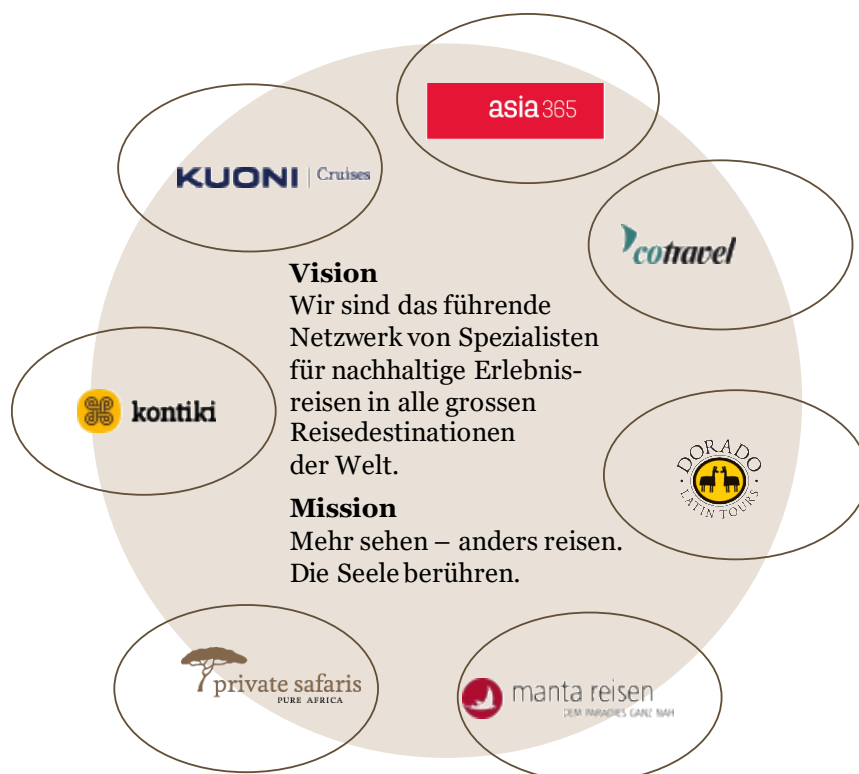 asia365
KUONI | Cruises
cotravel
Vision
Wir sind das führende
Netzwerk von Spezialisten
für nachhaltige Erlebnis-
reisen in alle grossen
Reisedestinationen
der Welt.
kontiki
DORADO
LATIN TOURS
Mission
Mehr sehen – anders reisen.
Die Seele berühren.
private safaris
PURE AFRICA
manta reisen
DEM PARADIES GANZ NAH